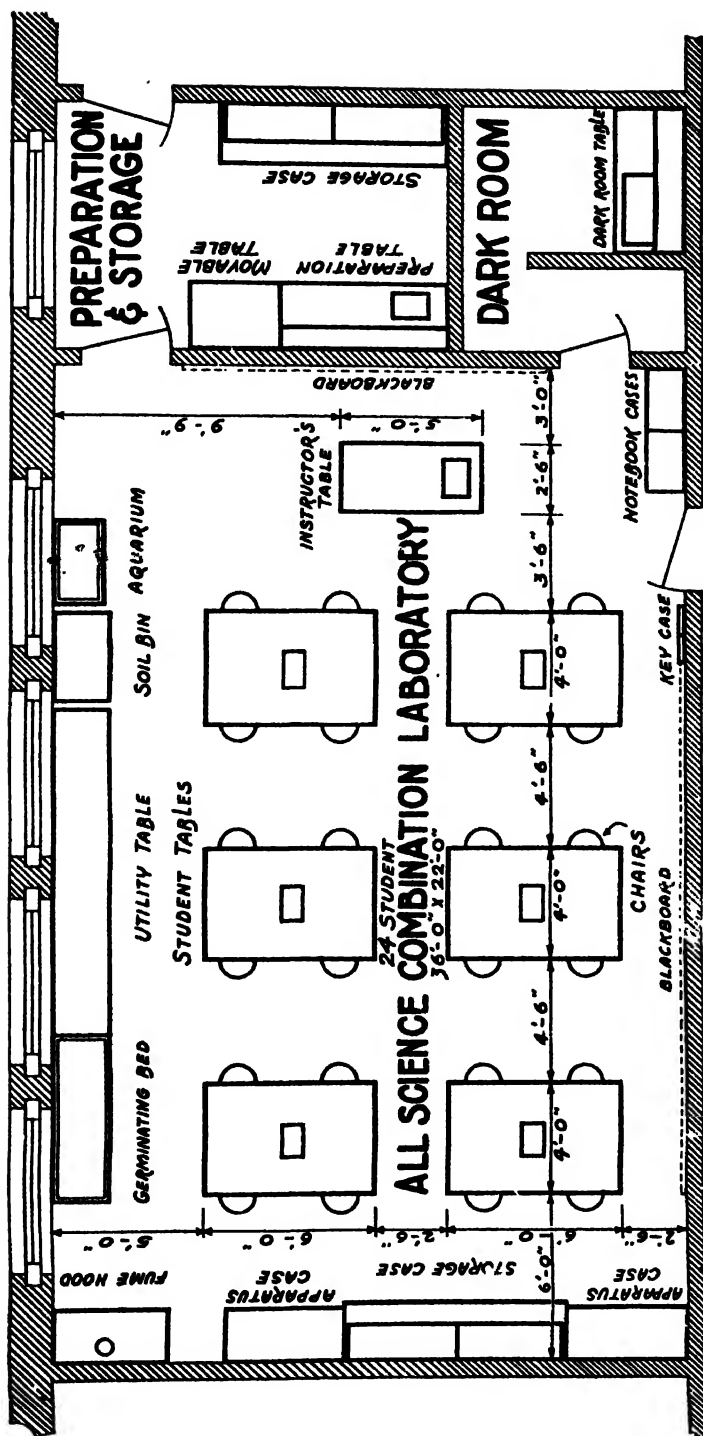 FUME HOOD
APPARATUS
CASE
STORAGE CASE
APPARATUS
CASE
5'-0"
6'-0"
2'-6"
6'-0"
2'-6"
GERMINATING BED
UTILITY TABLE
SOIL BIN
AQUARIUM
STUDENT TABLES
24 STUDENT
36'-0" X 22'-0"
ALL SCIENCE COMBINATION LABORATORY
INSTRUCTOR'S
TABLE
9'-9"
5'-0"
BLACKBOARD
6'-0"
4'-0"
4'-6"
4'-0"
4'-6"
4'-0"
3'-6"
2'-6"
3'-0"
CHAIRS
BLACKBOARD
KEY CASE
NOTEBOOK CASES
PREPARATION
& STORAGE
MOVABLE
TABLE
PREPARATION
TABLE
STORAGE CASE
DARK ROOM
DARK ROOM TABLE